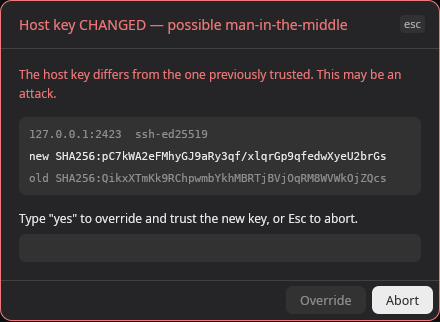 Host key CHANGED — possible man-in-the-middle
esc
The host key differs from the one previously trusted. This may be an
attack.
127.0.0.1:2423 ssh-ed25519
new SHA256:pC7kWA2eFMhyGJ9aRy3qf/xlqrGp9qfedwXyeU2brGs
old SHA256:QikxXTmKk9RChpwmbYkhMBRTjBVjOqRM8WVWkOjZQcs
Type "yes" to override and trust the new key, or Esc to abort.
Override
Abort